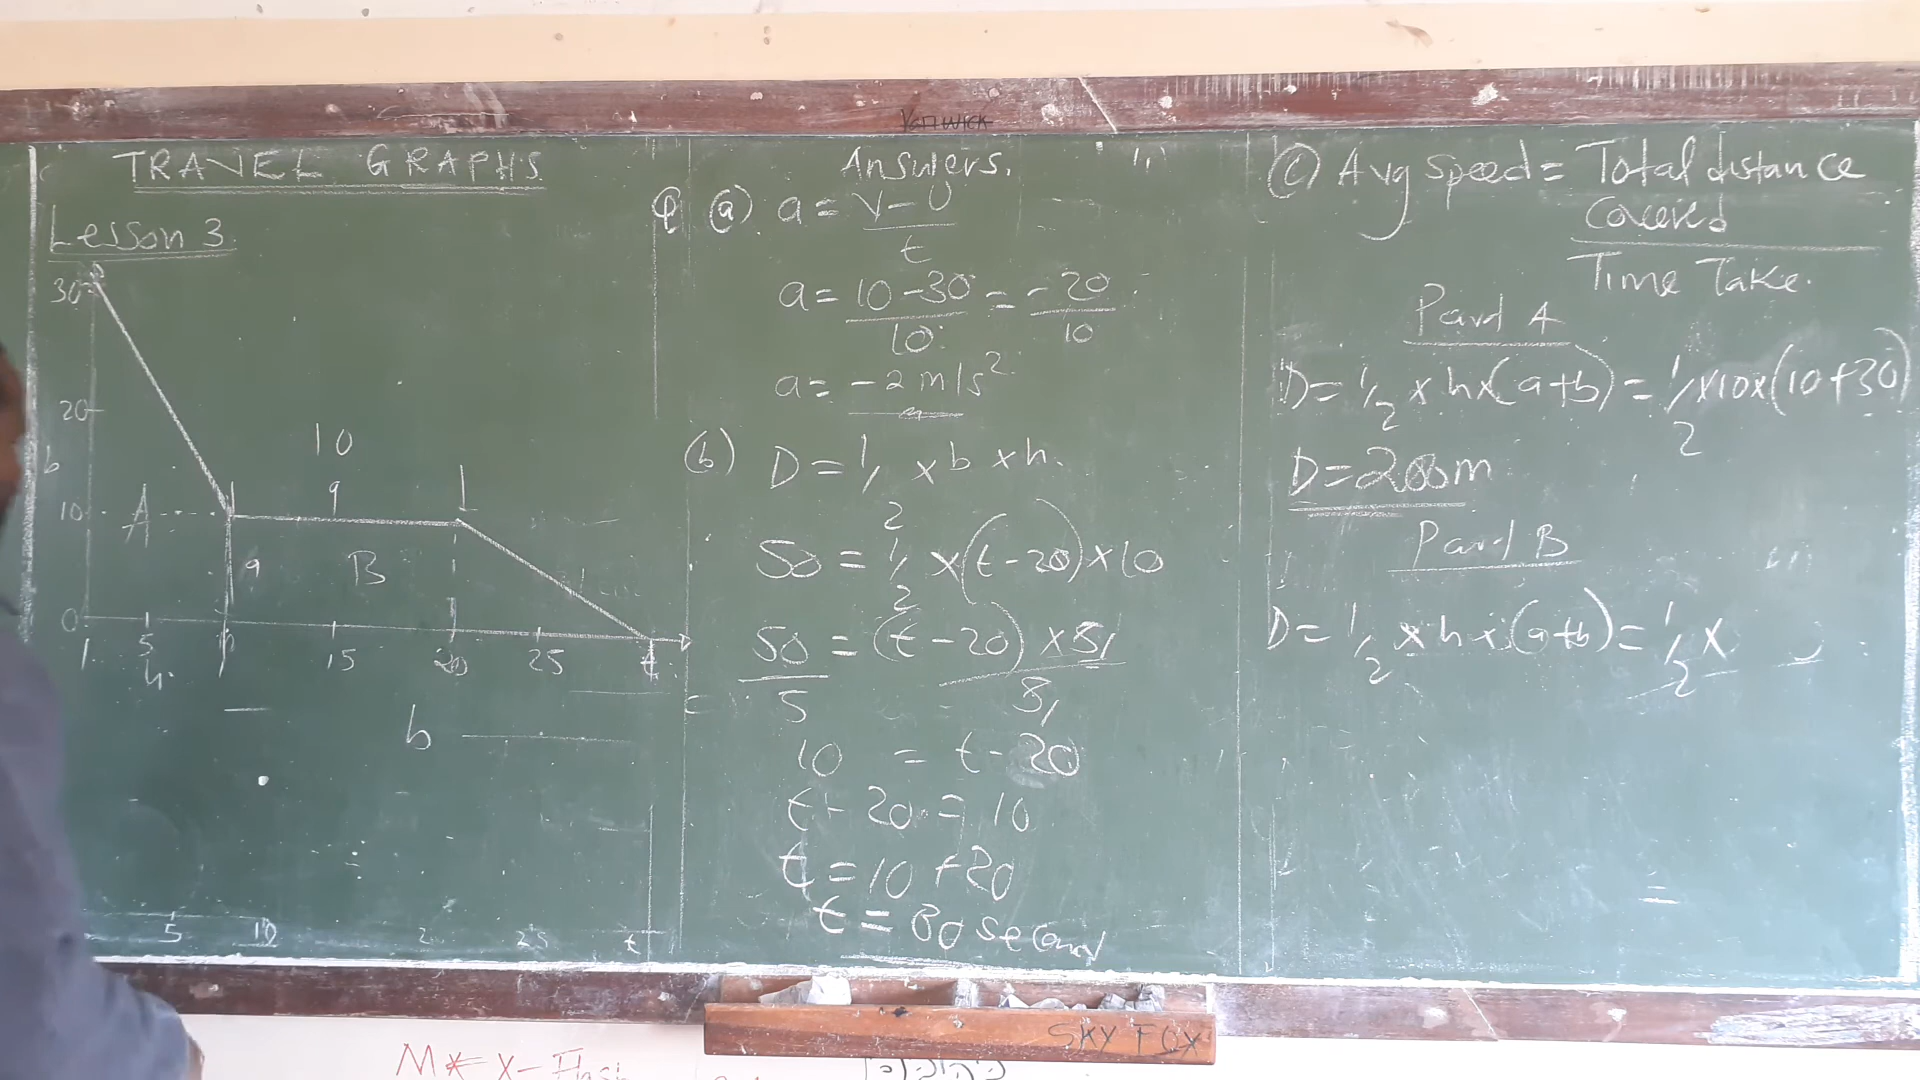 VANWICK
TRAVEL GRAPHS
Lesson 3
30
20
10
b
10
A
9
9
B
0
5
15
20
25
t
h
b
5
10
2
25
t
Answers.
Q (a) a = V-U
t
a = 10-30 = -20
10 10
a = -2m/s²
(b) D = 1/2 × b × h
50 = 1/2 × (t-20) × 10
50 = (t-20) × 5
5 5
10 = t-20
t-20 = 10
t = 10+20
t = 30 second
(c) Avg speed = Total distance
covered
Time Take.
Part A
D = 1/2 × h × (a+b) = 1/2 × 10 × (10+30)
D = 200m
Part B
D = 1/2 × h × (a+b) = 1/2 ×
=
SKY FOX